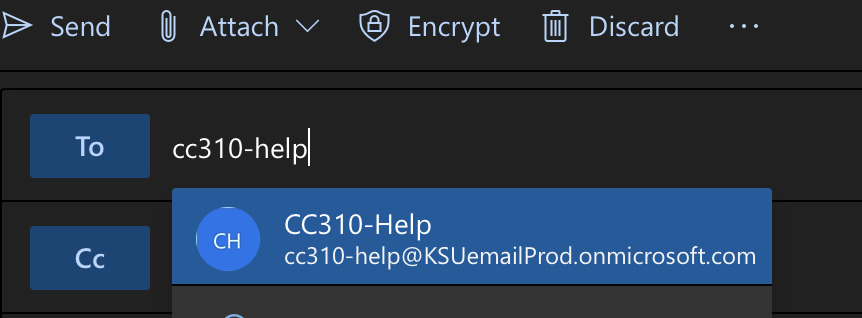 Send Attach Encrypt Discard ...
To cc310-help
CH CC310-Help
cc310-help@KSUemailProd.onmicrosoft.com
Cc